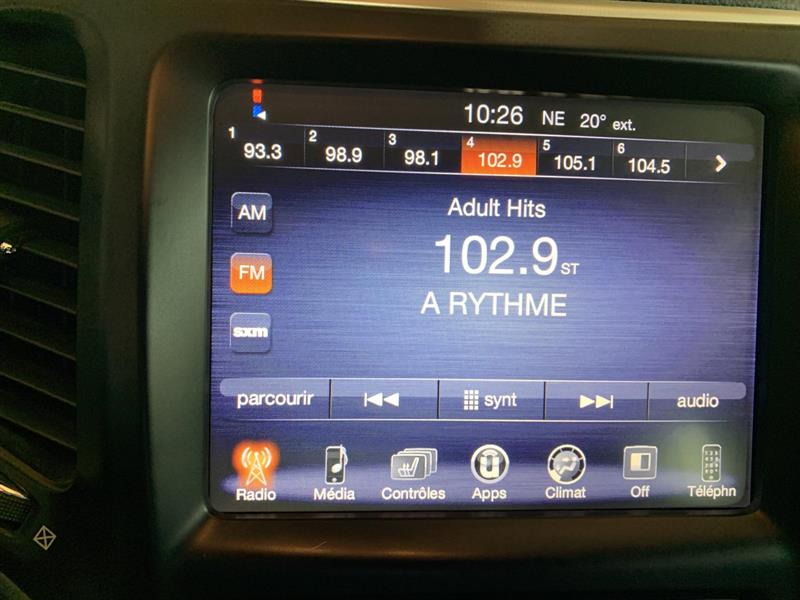 10:26 NE 20° ext.
1 93.3 2 98.9 3 98.1 4 102.9 5 105.1 6 104.5
AM
Adult Hits
102.9 ST
FM
A RYTHME
sxm
parcourir synt audio
Radio Média Contrôles Apps Climat Off Téléphn